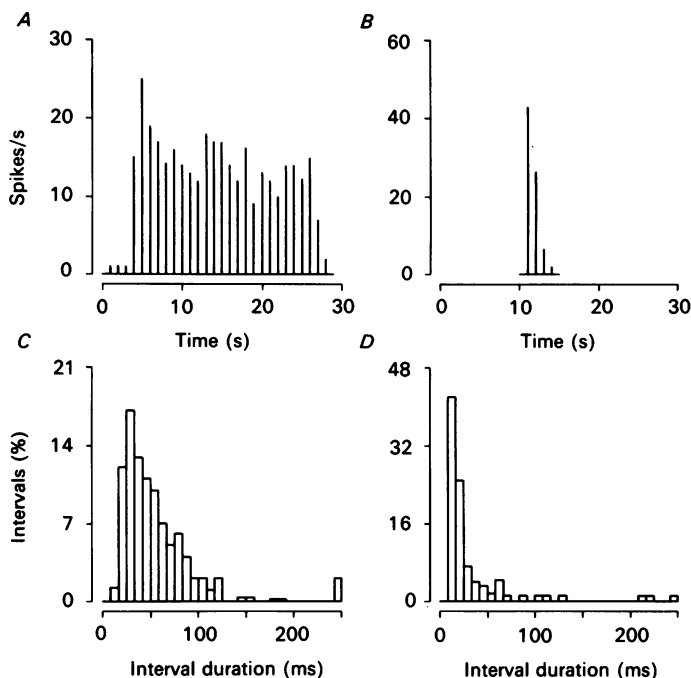 A
B
30
20
10
0
Spikes/s
0 10 20 30
Time (s)
60
40
20
0
0 10 20 30
Time (s)
C
D
21
14
7
0
Intervals (%)
0 100 200
Interval duration (ms)
48
32
16
0
0 100 200
Interval duration (ms)